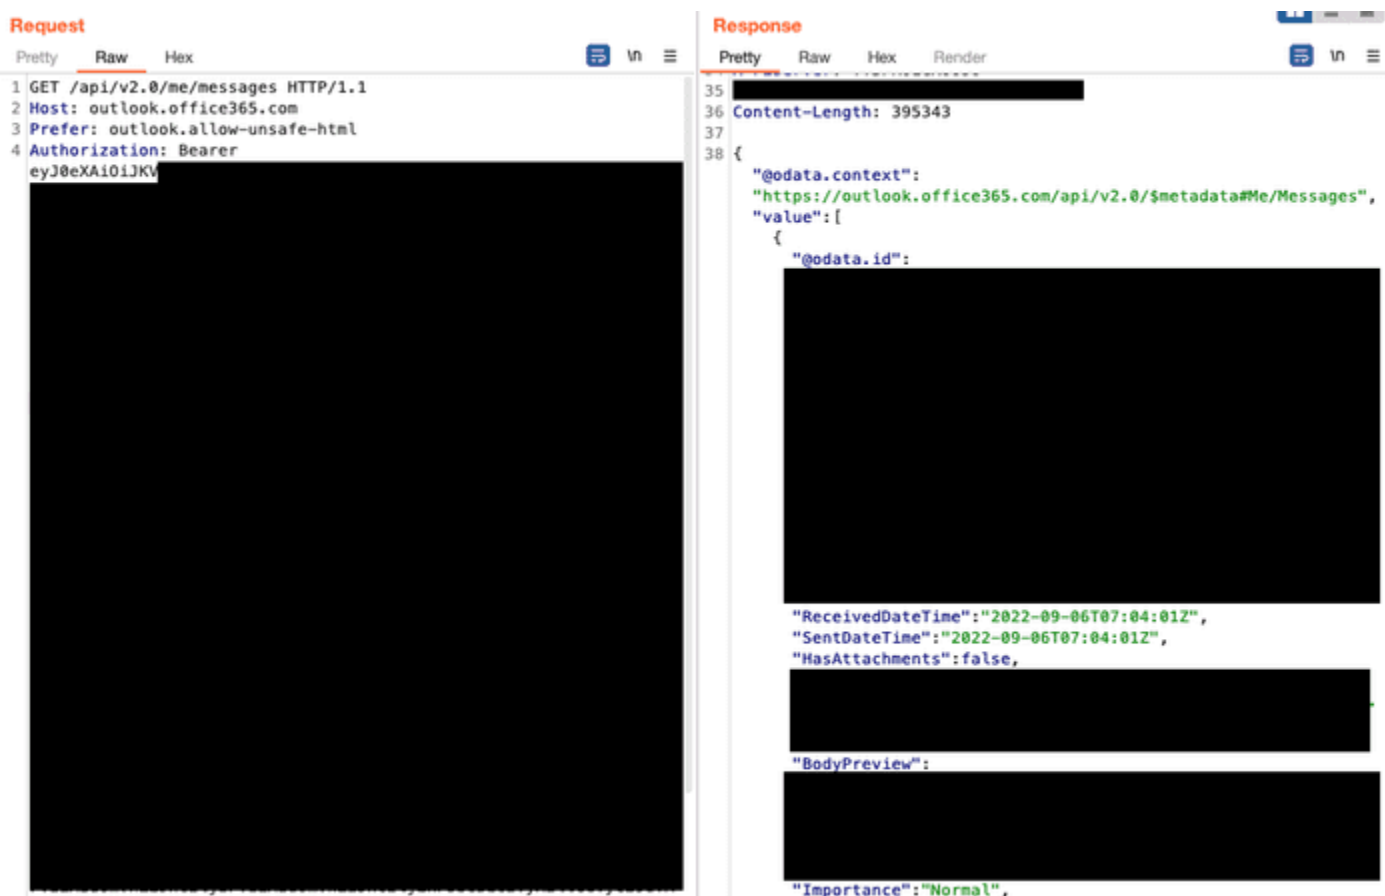 Request
Pretty Raw Hex \n
1 GET /api/v2.0/me/messages HTTP/1.1
2 Host: outlook.office365.com
3 Prefer: outlook.allow-unsafe-html
4 Authorization: Bearer
eyJ0eXAiOiJKV
Response
Pretty Raw Hex Render \n
35
36 Content-Length: 395343
37
38 {
"@odata.context":
"https://outlook.office365.com/api/v2.0/$metadata#Me/Messages",
"value":[
{
"@odata.id":
"ReceivedDateTime":"2022-09-06T07:04:01Z",
"SentDateTime":"2022-09-06T07:04:01Z",
"HasAttachments":false,
"BodyPreview":
"Importance":"Normal",